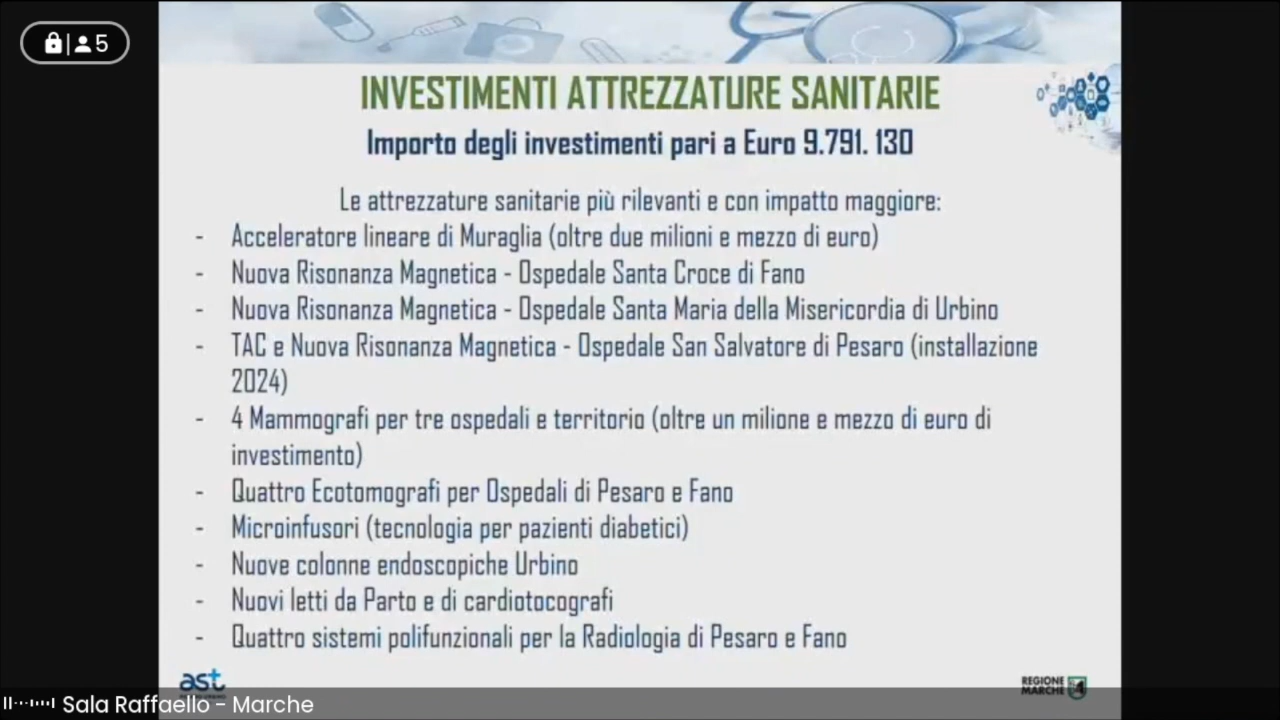 5
INVESTIMENTI ATTREZZATURE SANITARIE
Importo degli investimenti pari a Euro 9.791. 130
Le attrezzature sanitarie più rilevanti e con impatto maggiore:
- Acceleratore lineare di Muraglia (oltre due milioni e mezzo di euro)
- Nuova Risonanza Magnetica - Ospedale Santa Croce di Fano
- Nuova Risonanza Magnetica - Ospedale Santa Maria della Misericordia di Urbino
- TAC e Nuova Risonanza Magnetica - Ospedale San Salvatore di Pesaro (installazione
2024)
- 4 Mammografi per tre ospedali e territorio (oltre un milione e mezzo di euro di
investimento)
- Quattro Ecotomografi per Ospedali di Pesaro e Fano
- Microinfusori (tecnologia per pazienti diabetici)
- Nuove colonne endoscopiche Urbino
- Nuovi letti da Parto e di cardiotocografi
- Quattro sistemi polifunzionali per la Radiologia di Pesaro e Fano
ast
REGIONE
MARCHE
Sala Raffaello - Marche